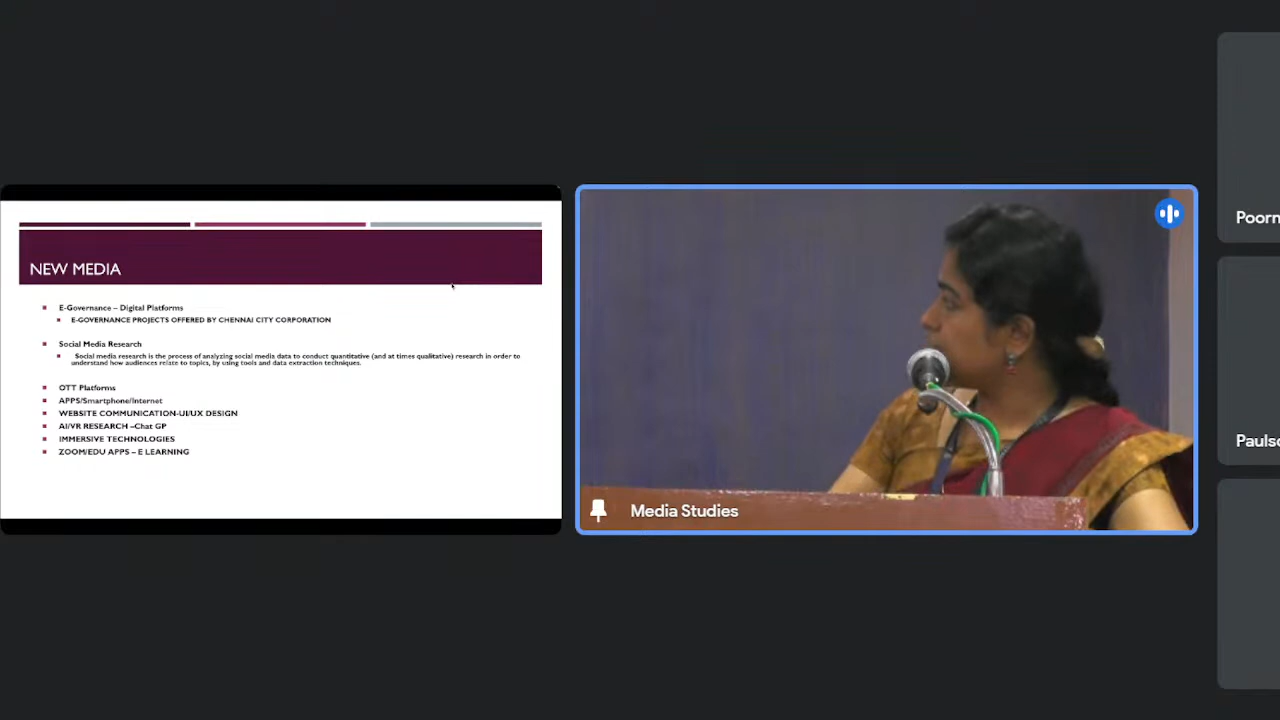 NEW MEDIA
E-Governance – Digital Platforms
E-GOVERNANCE PROJECTS OFFERED BY CHENNAI CITY CORPORATION
Social Media Research
Social media research is the process of analyzing social media data to conduct quantitative (and at times qualitative) research in order to
understand how audiences relate to topics, by using tools and data extraction techniques.
OTT Platforms
APPS/Smartphone/Internet
WEBSITE COMMUNICATION-UI/UX DESIGN
AI/VR RESEARCH –Chat GP
IMMERSIVE TECHNOLOGIES
ZOOM/EDU APPS – E LEARNING
Media Studies
Poorn
Paulso